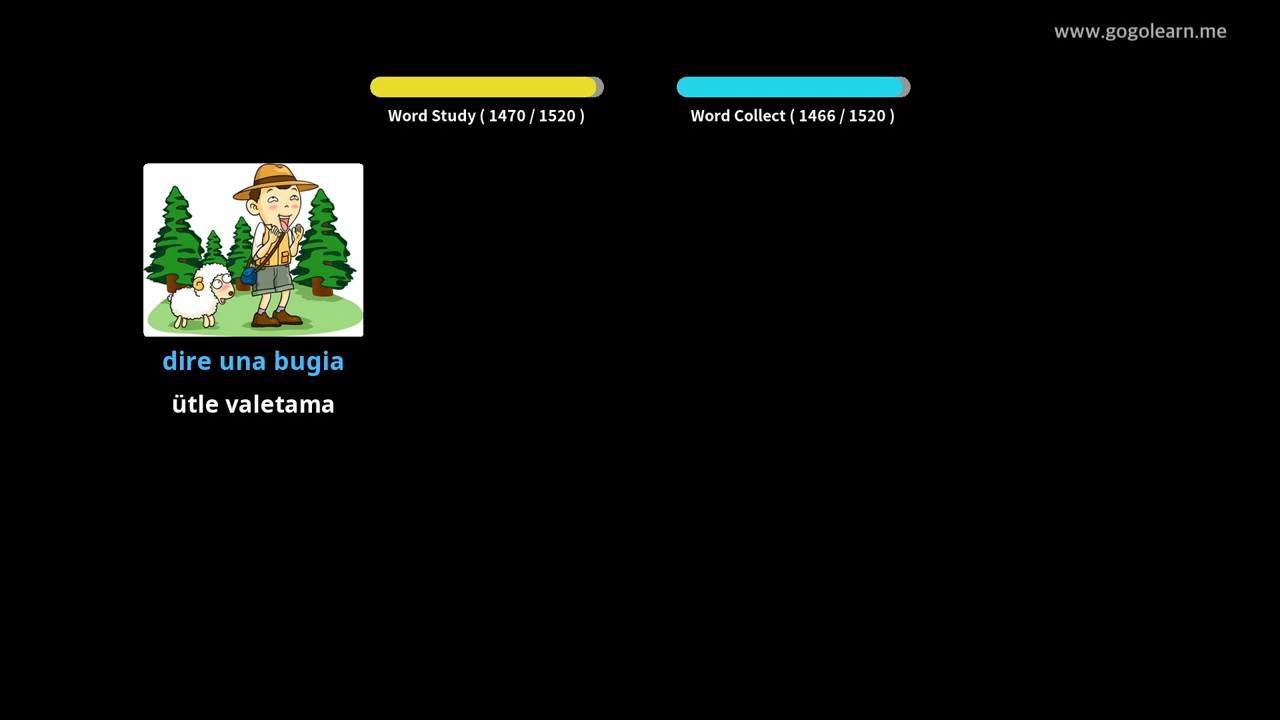 www.gogolearn.me
Word Study ( 1470 / 1520 )
Word Collect ( 1466 / 1520 )
dire una bugia
ütle valetama